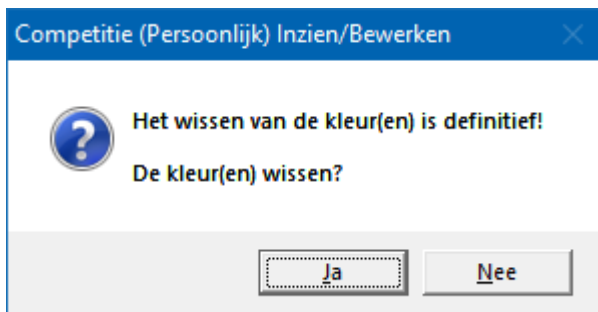 Competitie (Persoonlijk) Inzien/Bewerken
Het wissen van de kleur(en) is definitief!
De kleur(en) wissen?
Ja
Nee